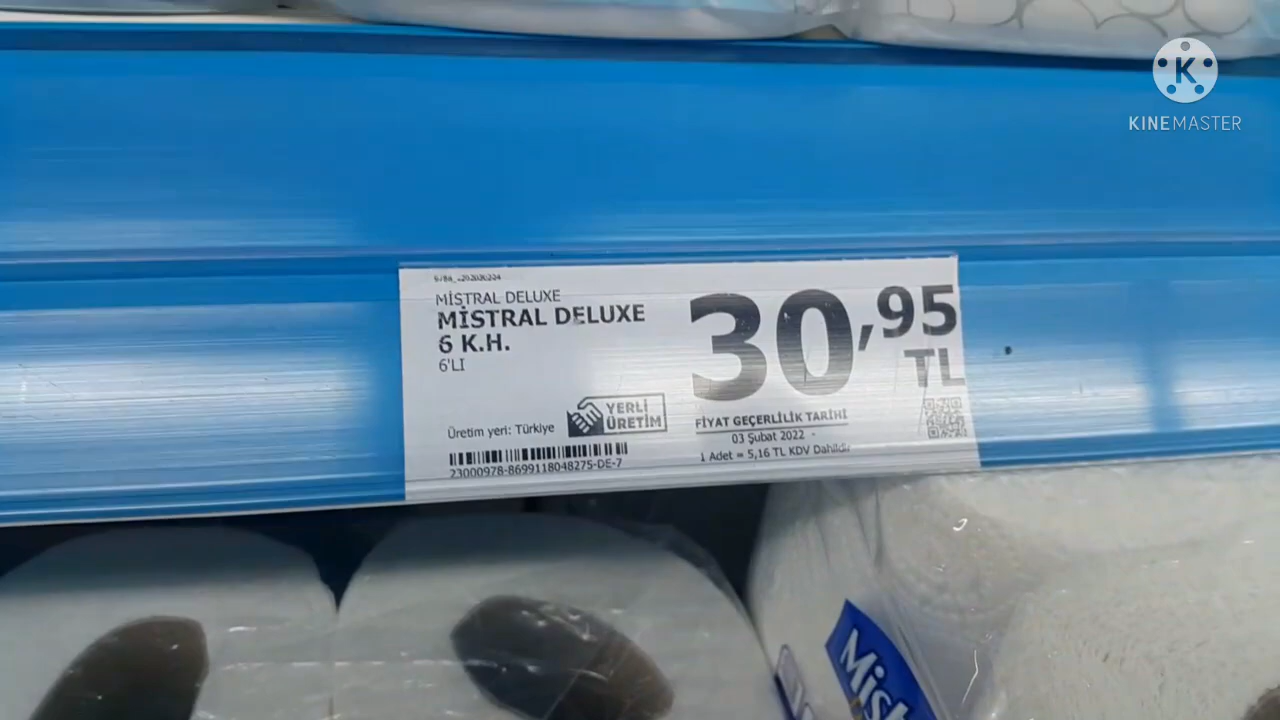 K
KINEMASTER
MİSTRAL DELUXE
MİSTRAL DELUXE
6 K.H.
6'LI
30,95
TL
Üretim yeri: Türkiye
YERLİ
ÜRETİM
FİYAT GEÇERLİLİK TARİHİ
03 Şubat 2022 -
1 Adet = 5,16 TL KDV Dahildir
23000978-8699118048275-DE-7
Mist